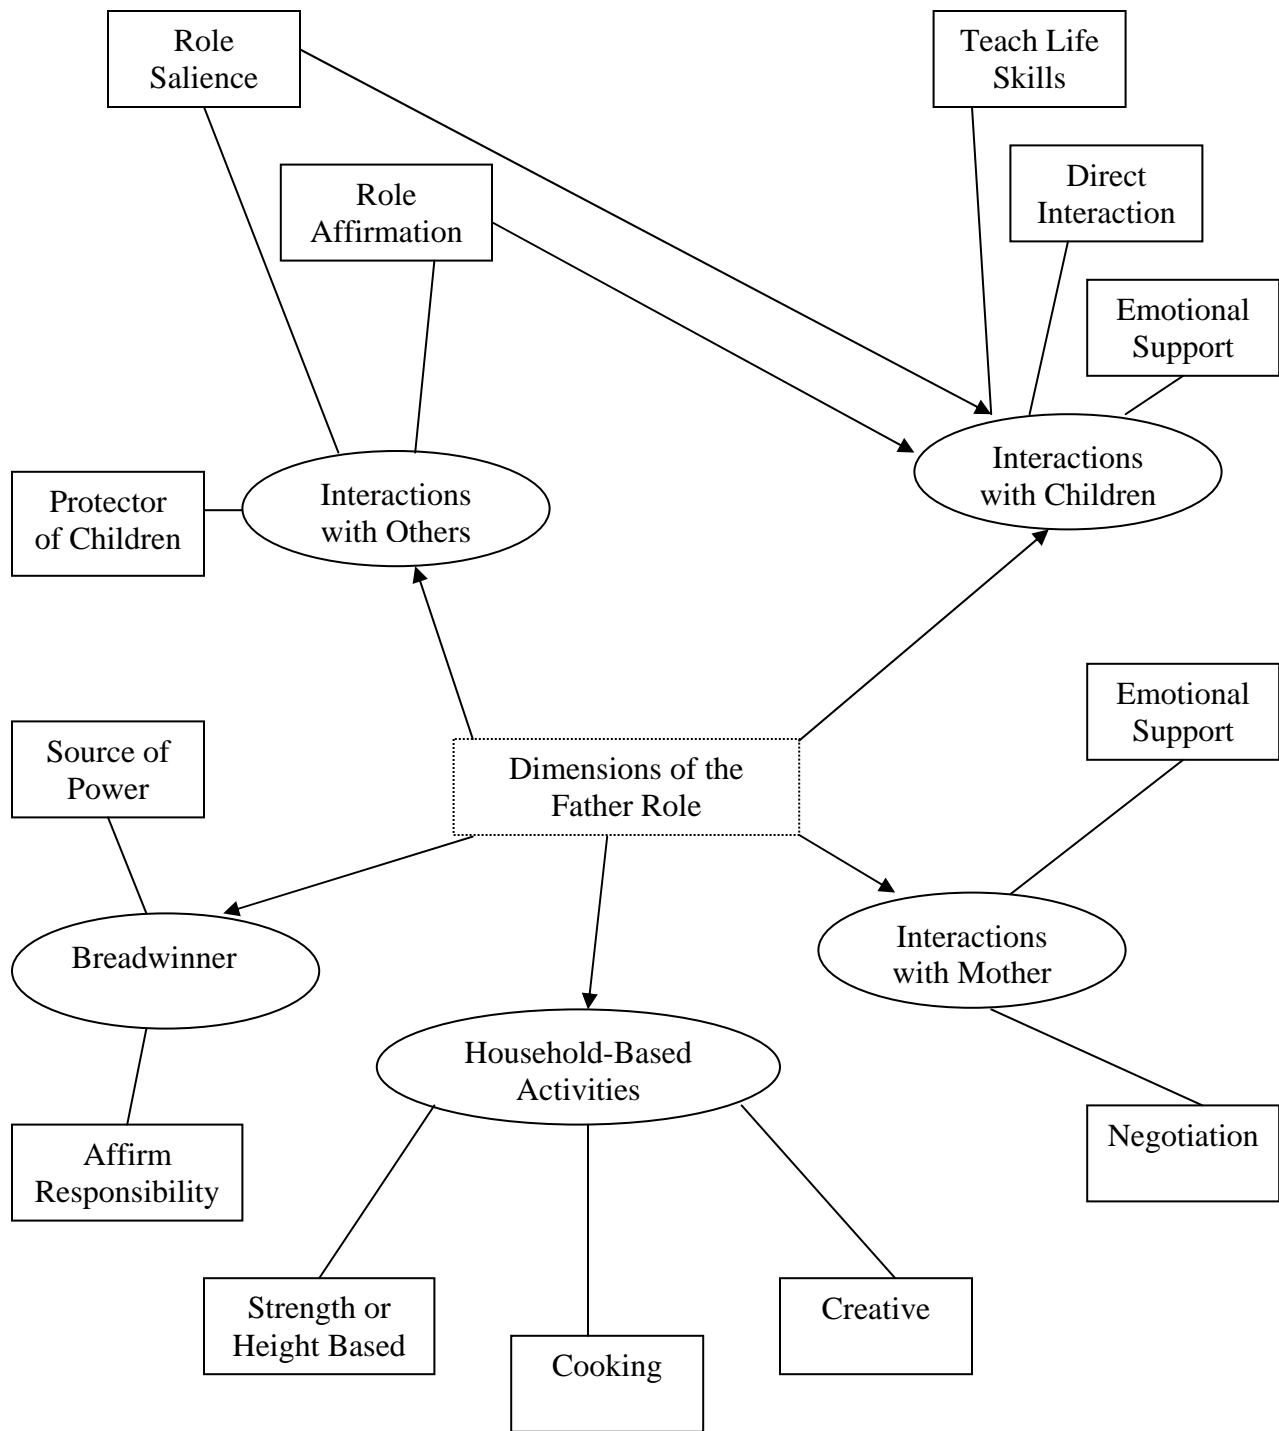 Role
Salience
Teach Life
Skills
Direct
Interaction
Role
Affirmation
Emotional
Support
Interactions
with Children
Protector
of Children
Interactions
with Others
Emotional
Support
Source of
Power
Dimensions of the
Father Role
Breadwinner
Interactions
with Mother
Household-Based
Activities
Negotiation
Affirm
Responsibility
Strength or
Height Based
Creative
Cooking